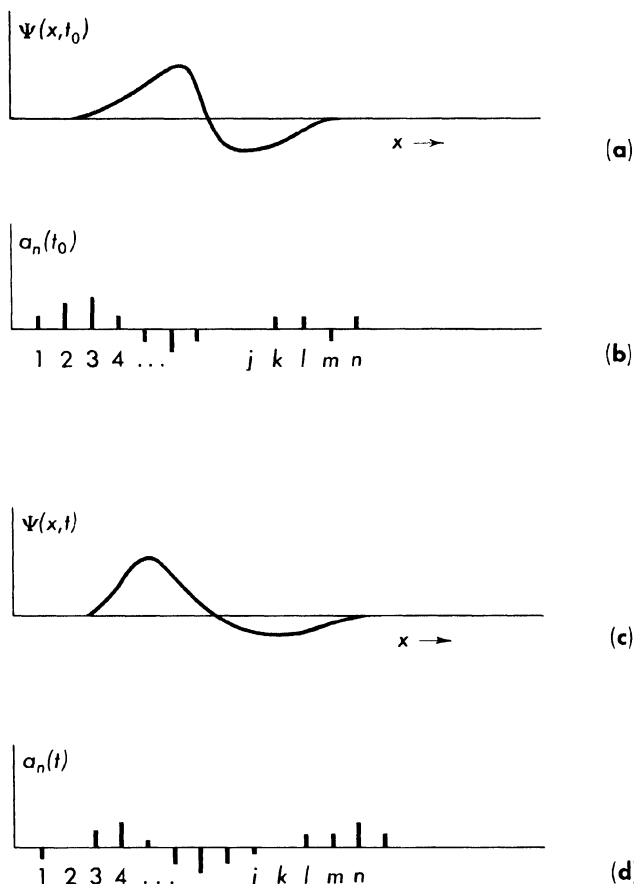 Ψ(x,t₀)
x →
(a)
aₙ(t₀)
1 2 3 4 ... j k l m n
(b)
Ψ(x,t)
x →
(c)
aₙ(t)
1 2 3 4 ... j k l m n
(d)